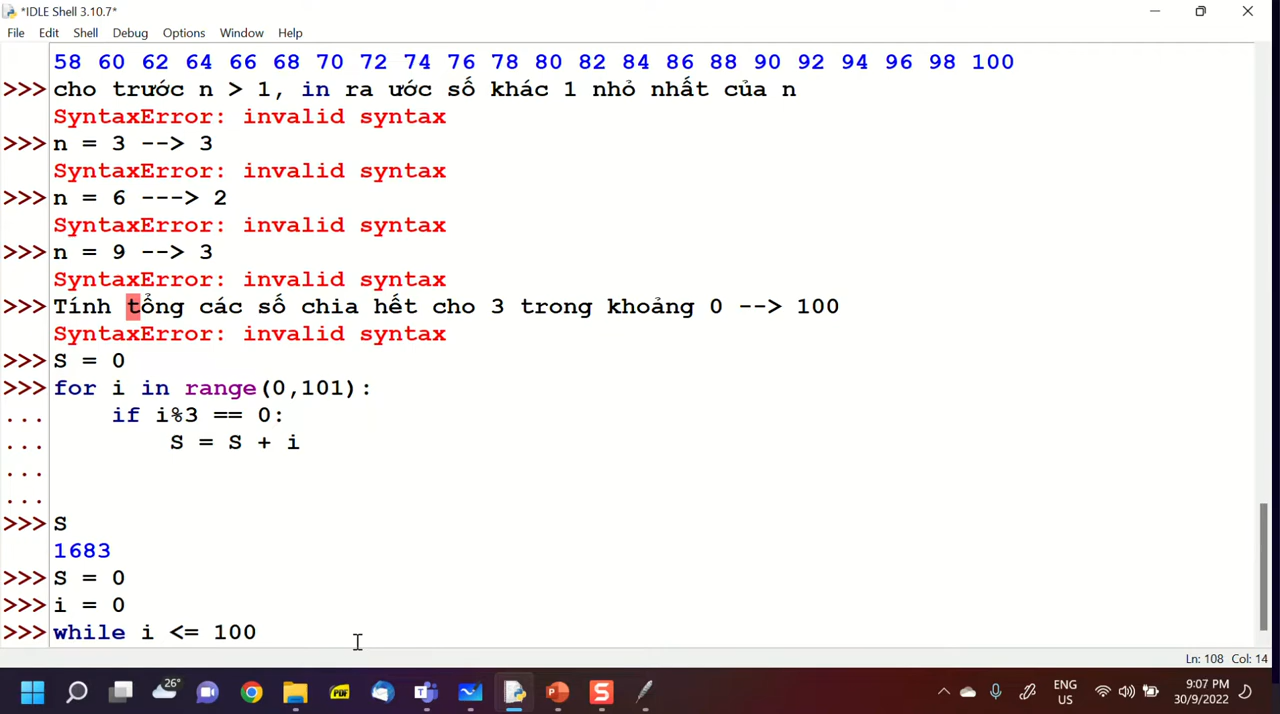 *IDLE Shell 3.10.7*
File Edit Shell Debug Options Window Help
58 60 62 64 66 68 70 72 74 76 78 80 82 84 86 88 90 92 94 96 98 100
>>> cho trước n > 1, in ra ước số khác 1 nhỏ nhất của n
SyntaxError: invalid syntax
>>> n = 3 --> 3
SyntaxError: invalid syntax
>>> n = 6 ---> 2
SyntaxError: invalid syntax
>>> n = 9 --> 3
SyntaxError: invalid syntax
>>> Tính tổng các số chia hết cho 3 trong khoảng 0 --> 100
SyntaxError: invalid syntax
>>> S = 0
>>> for i in range(0,101):
... if i%3 == 0:
... S = S + i
...
...
>>> S
1683
>>> S = 0
>>> i = 0
>>> while i <= 100
Ln: 108 Col: 14
26°
PDF
ENG
US
9:07 PM
30/9/2022